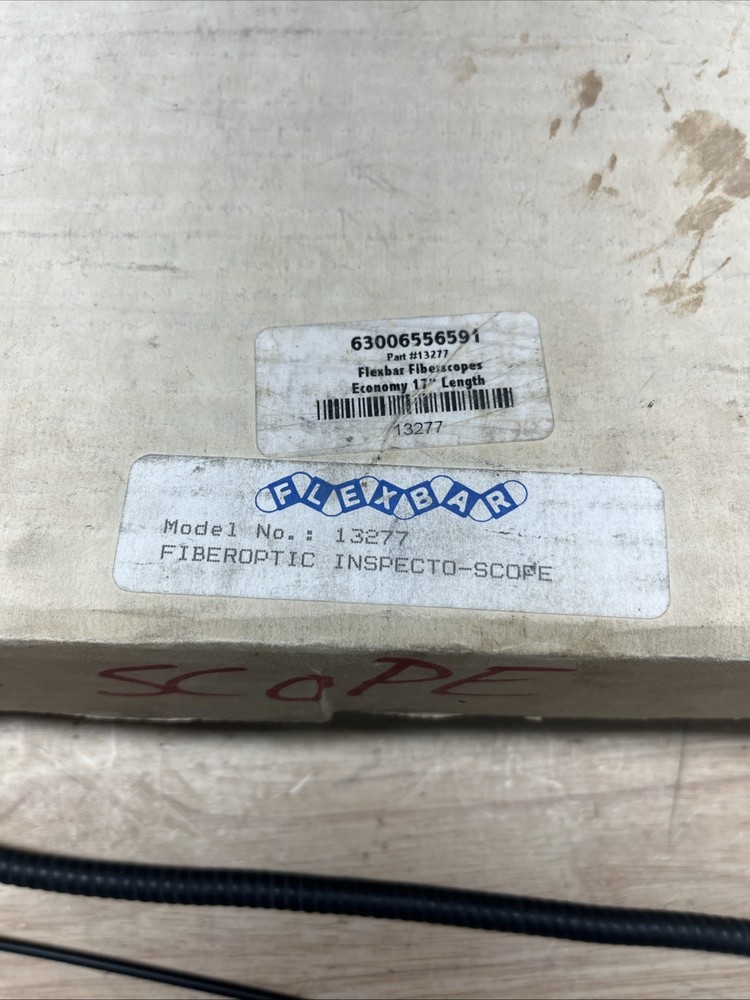 63006556591
Part #13277
Flexbar Fiberscopes
Economy 17" Length
13277
FLEXBAR
Model No.: 13277
FIBEROPTIC INSPECTO-SCOPE
SCOPE